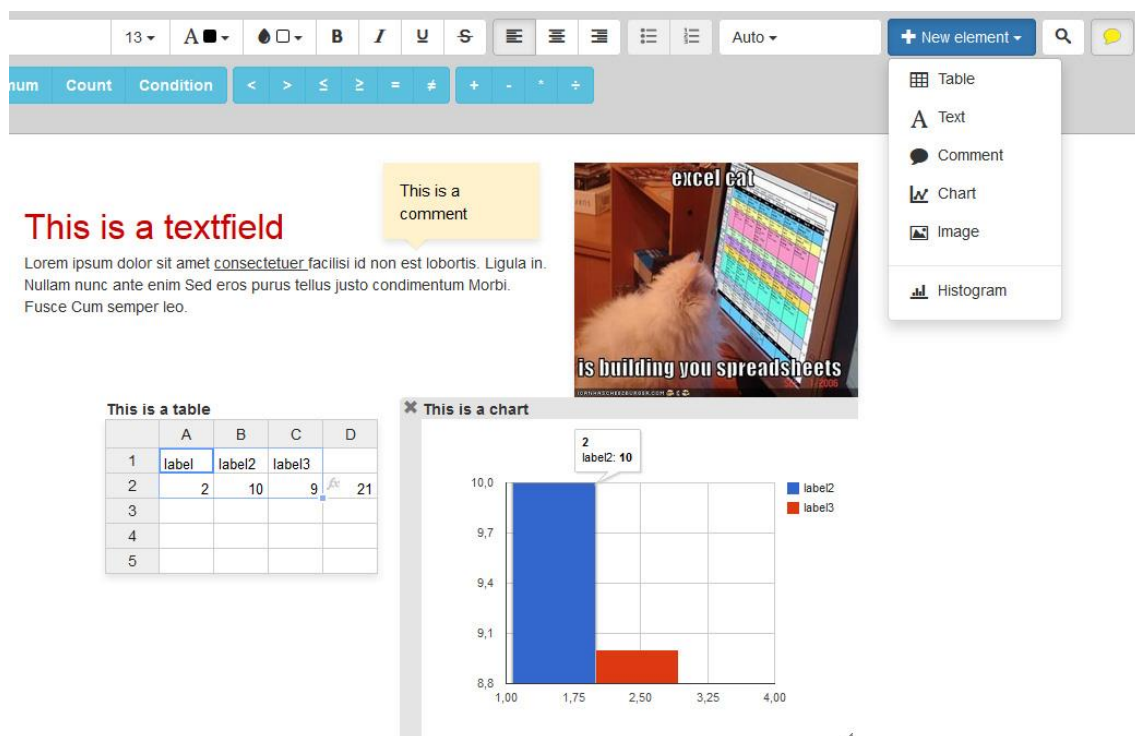 13 A B I U S Auto New element
num Count Condition < > ≤ ≥ = ≠ + - * ÷
Table
A Text
Comment
Chart
Image
Histogram
This is a
comment
excel cat
is building you spreadsheets
This is a textfield
Lorem ipsum dolor sit amet consectetuer facilisi id non est lobortis. Ligula in.
Nullam nunc ante enim Sed eros purus tellus justo condimentum Morbi.
Fusce Cum semper leo.
This is a table
A B C D
1 label label2 label3
2 2 10 9 fx 21
3
4
5
This is a chart
2
label2: 10
label2
label3
10,0
9,7
9,4
9,1
8,8
1,00 1,75 2,50 3,25 4,00